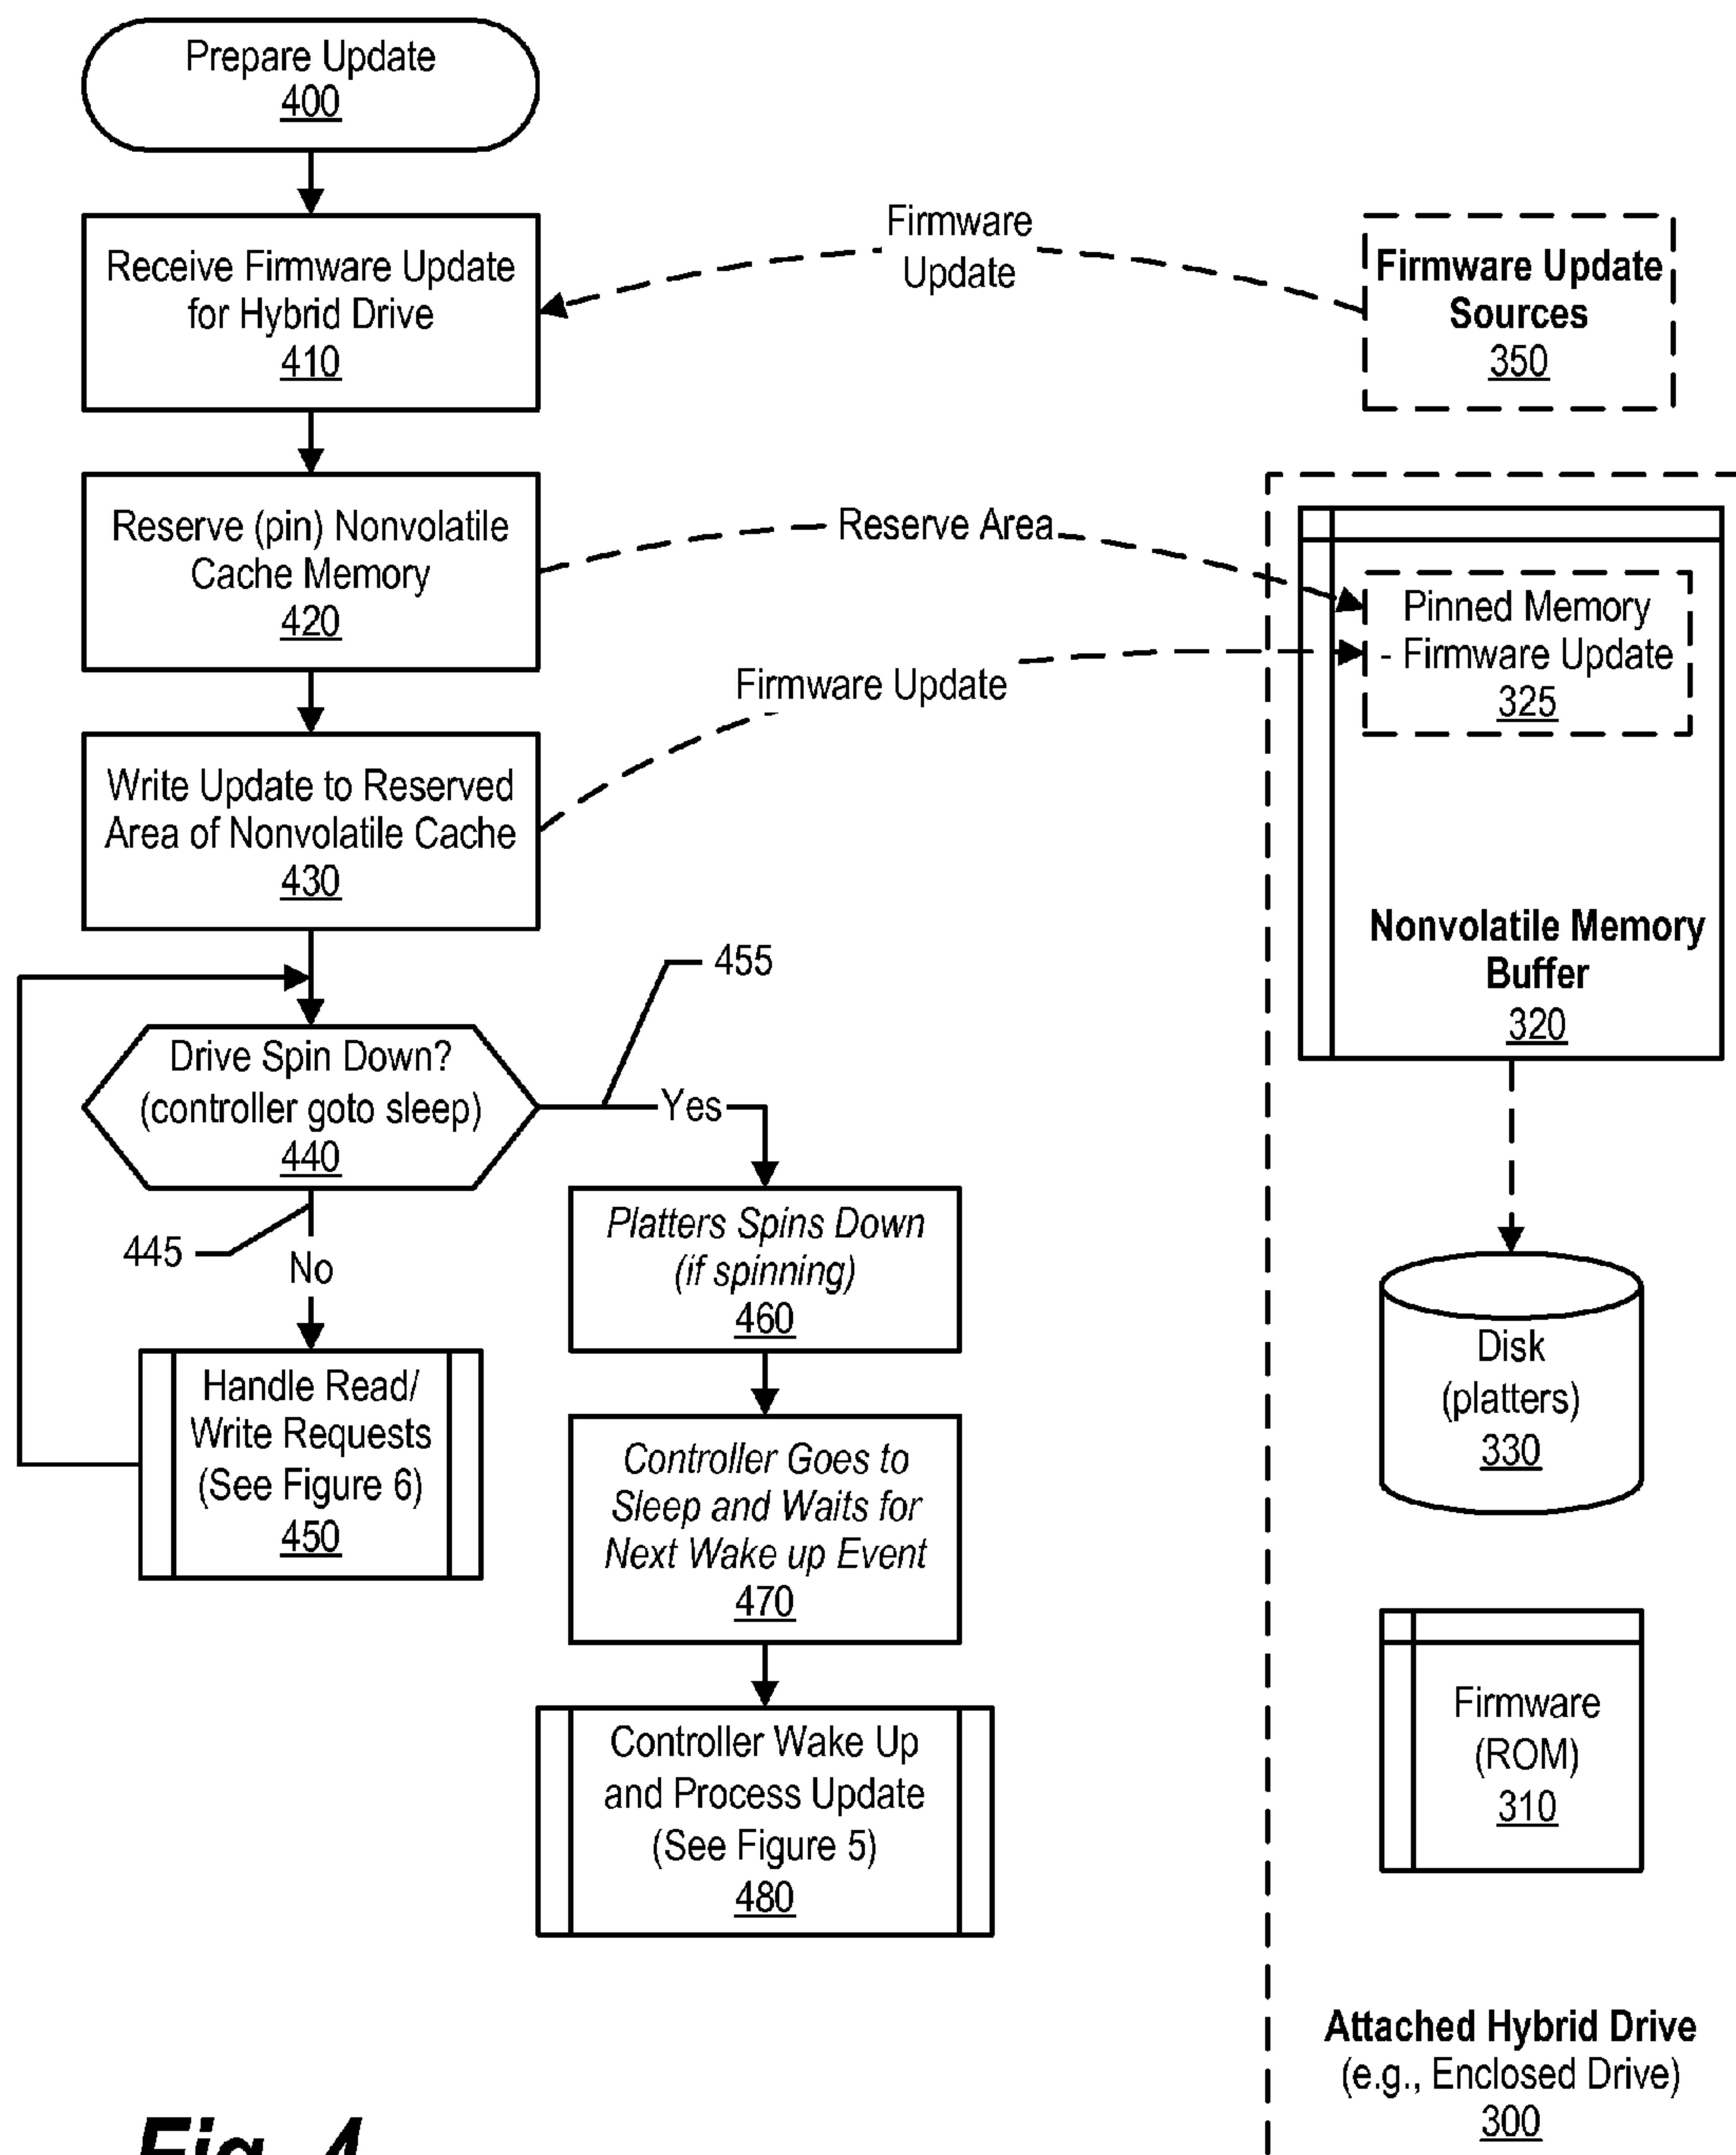 Prepare Update
400
Receive Firmware Update
for Hybrid Drive
410
Firmware
Update
Firmware Update
Sources
350
Reserve (pin) Nonvolatile
Cache Memory
420
Reserve Area
Pinned Memory
- Firmware Update
325
Firmware Update
Write Update to Reserved
Area of Nonvolatile Cache
430
Nonvolatile Memory
Buffer
320
455
Drive Spin Down?
(controller goto sleep)
440
Yes
445
No
Platters Spins Down
(if spinning)
460
Handle Read/
Write Requests
(See Figure 6)
450
Disk
(platters)
330
Controller Goes to
Sleep and Waits for
Next Wake up Event
470
Controller Wake Up
and Process Update
(See Figure 5)
480
Firmware
(ROM)
310
Attached Hybrid Drive
(e.g., Enclosed Drive)
300
Fig. 4